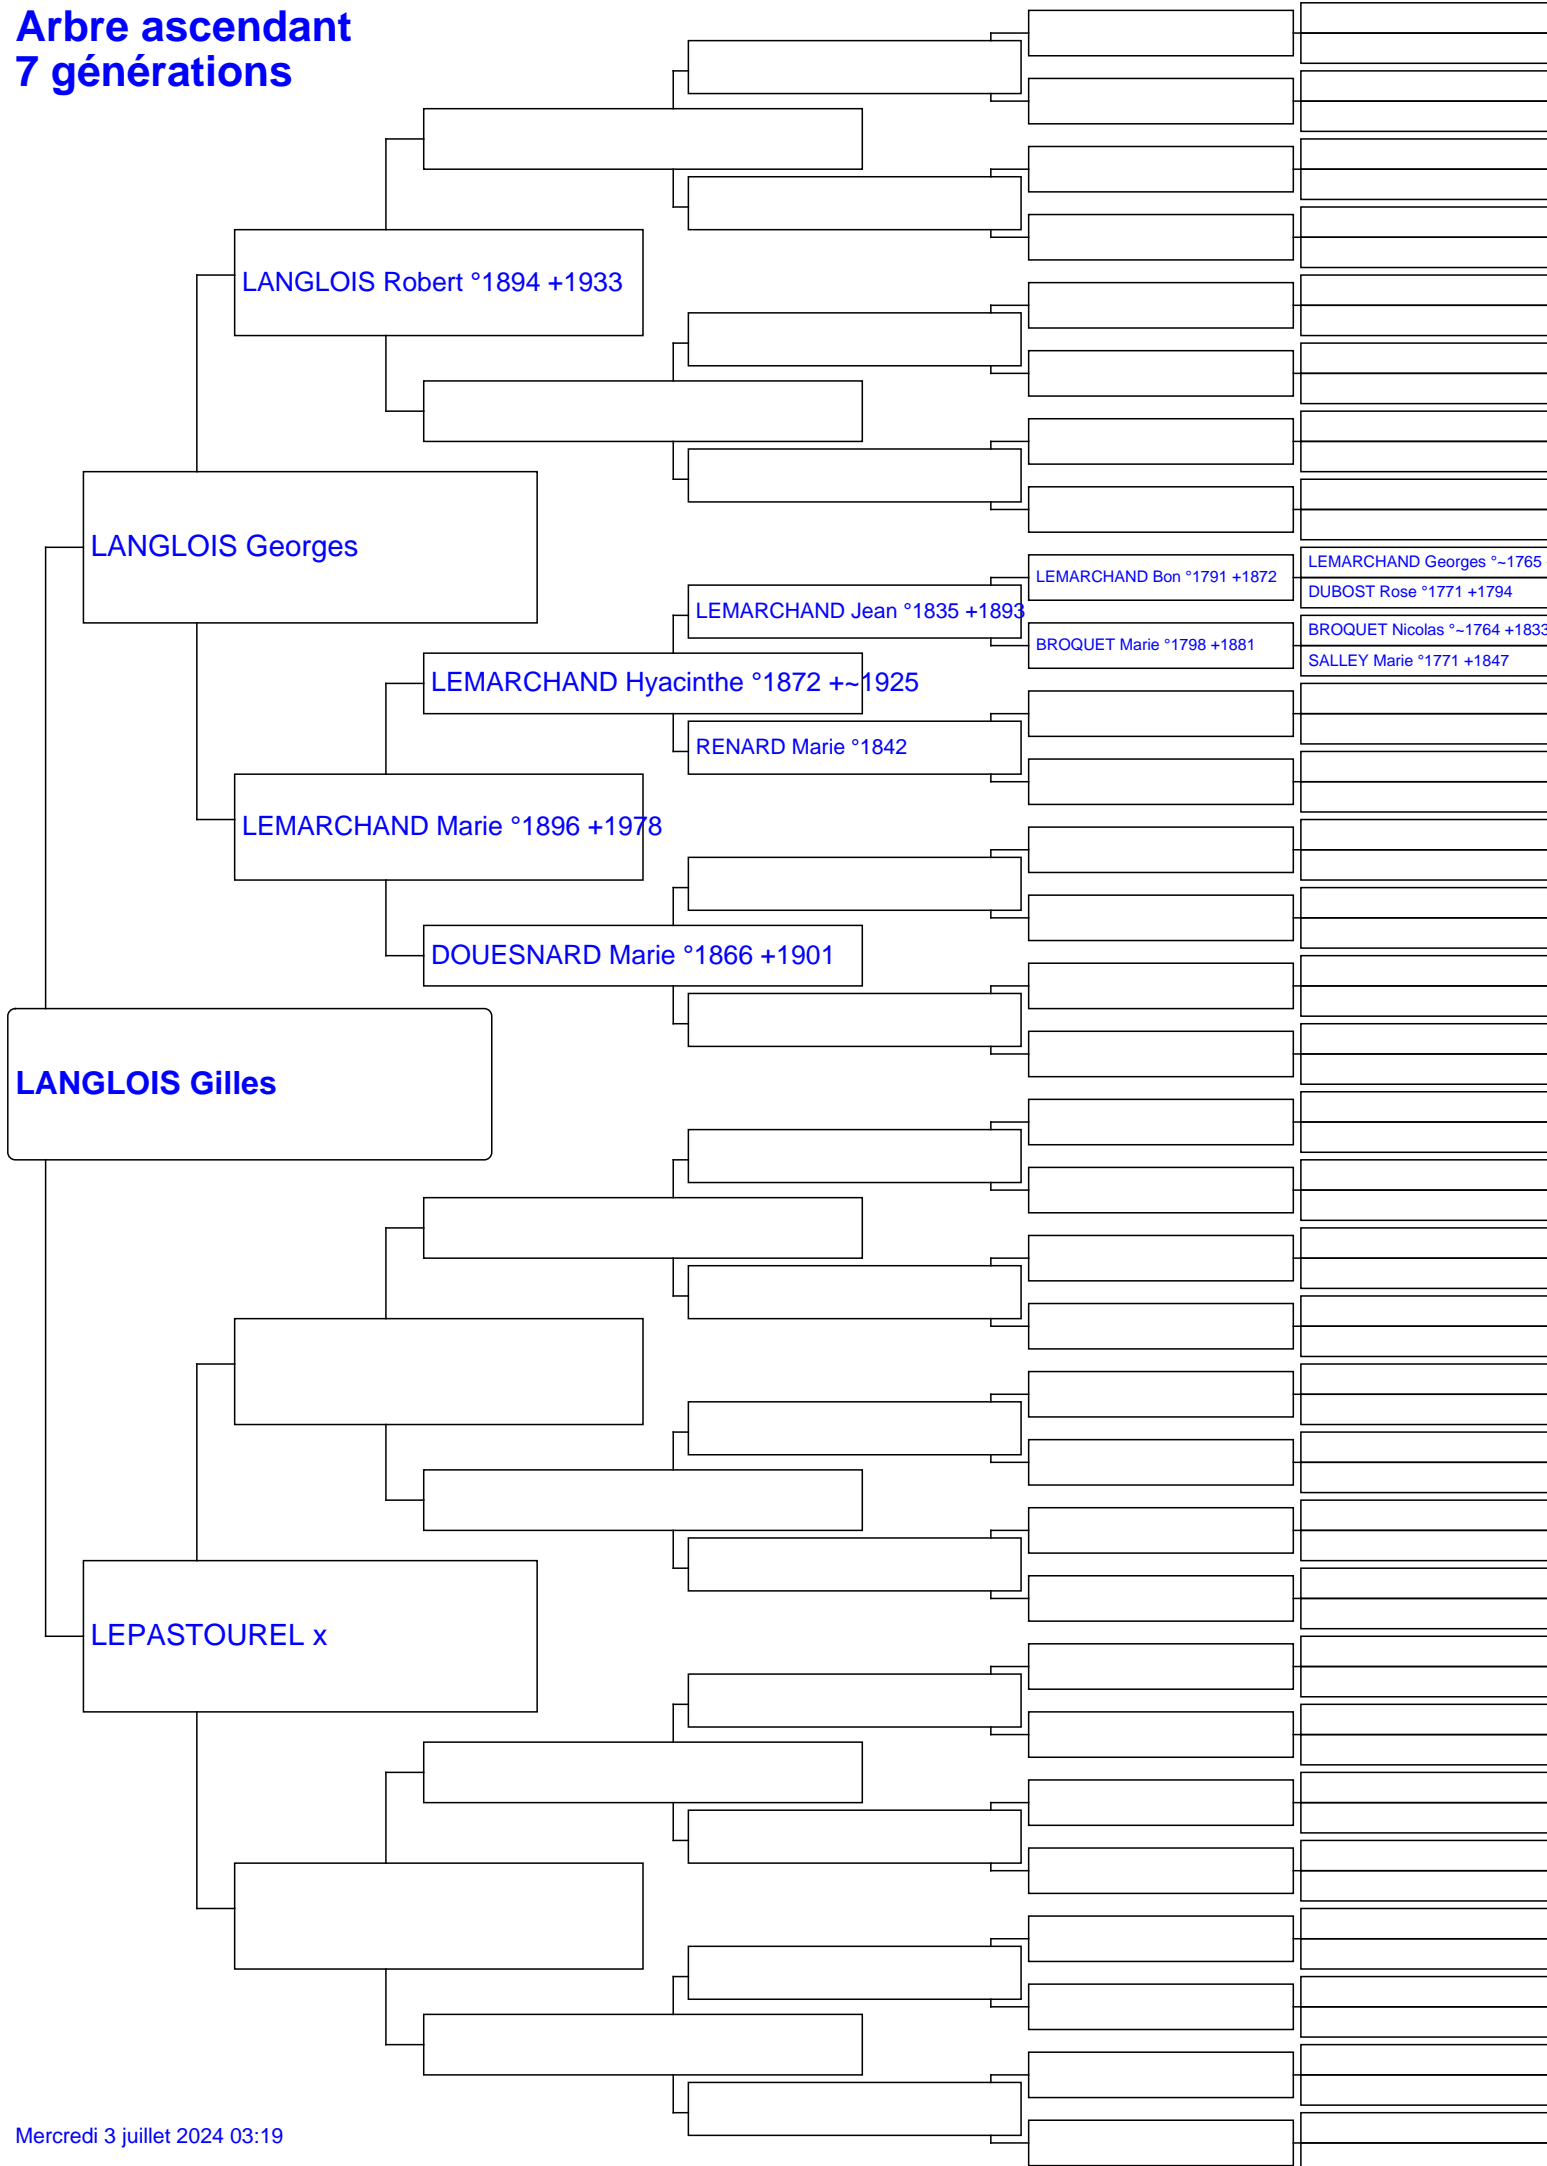 Arbre ascendant
7 générations
LANGLOIS Robert °1894 +1933
LANGLOIS Georges
LEMARCHAND Georges °~1765
LEMARCHAND Bon °1791 +1872
DUBOST Rose °1771 +1794
LEMARCHAND Jean °1835 +1893
BROQUET Nicolas °~1764 +1833
BROQUET Marie °1798 +1881
SALLEY Marie °1771 +1847
LEMARCHAND Hyacinthe °1872 +~1925
RENARD Marie °1842
LEMARCHAND Marie °1896 +1978
DOUESNARD Marie °1866 +1901
LANGLOIS Gilles
LEPASTOUREL x
Mercredi 3 juillet 2024 03:19